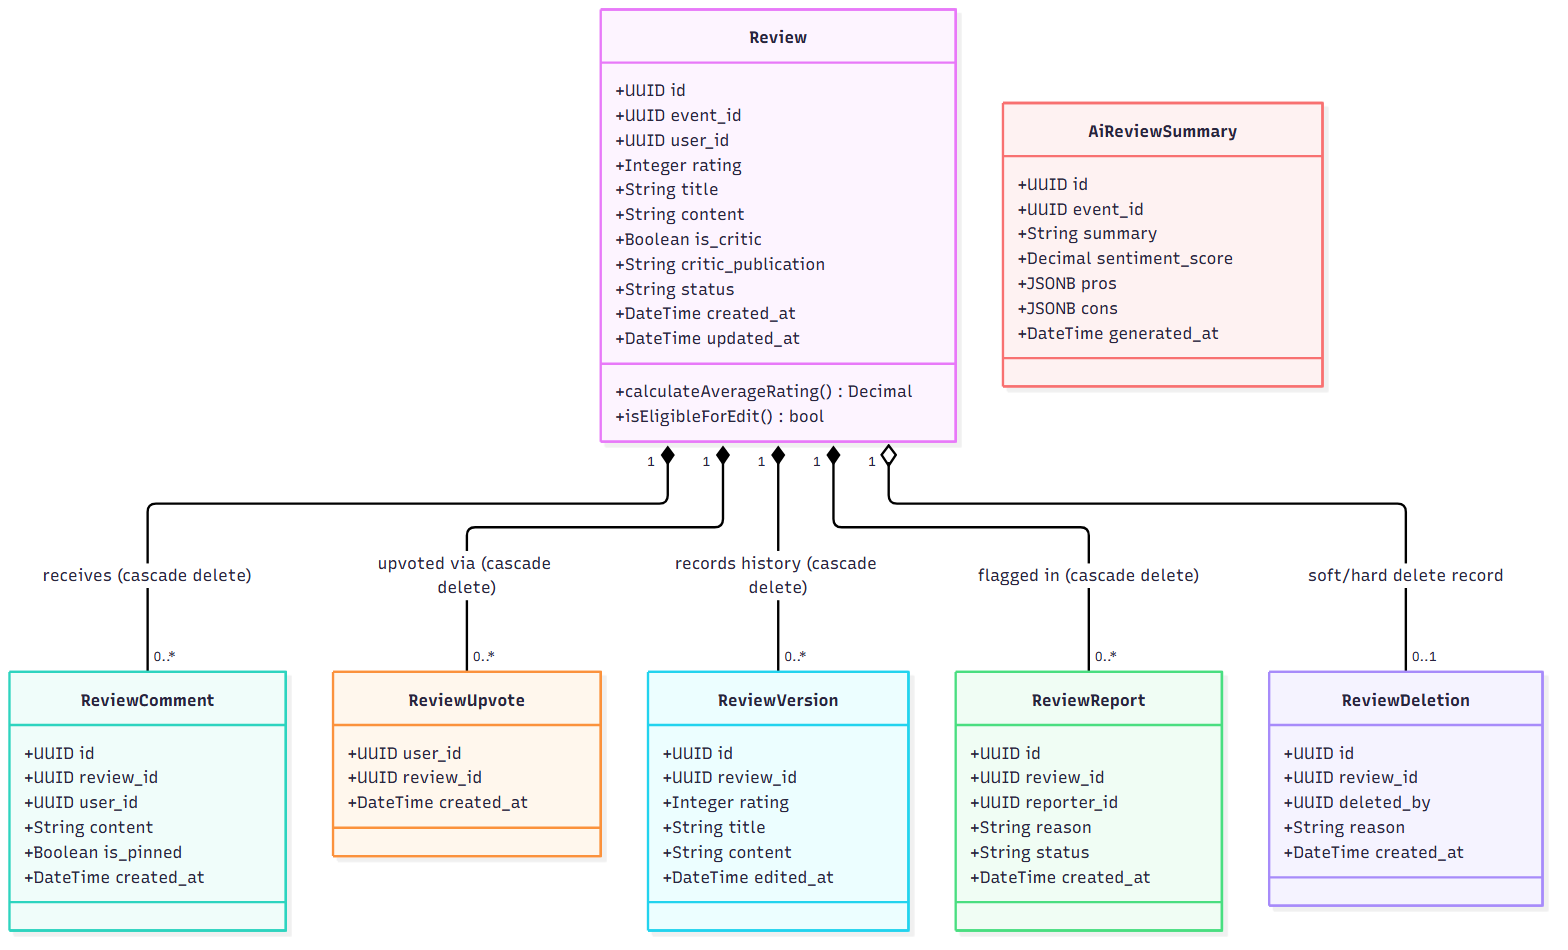 Review
+UUID id
+UUID event_id
+UUID user_id
+Integer rating
+String title
+String content
+Boolean is_critic
+String critic_publication
+String status
+DateTime created_at
+DateTime updated_at
+calculateAverageRating() : Decimal
+isEligibleForEdit() : bool
AiReviewSummary
+UUID id
+UUID event_id
+String summary
+Decimal sentiment_score
+JSONB pros
+JSONB cons
+DateTime generated_at
1
1
1
1
1
receives (cascade delete)
upvoted via (cascade
delete)
records history (cascade
delete)
flagged in (cascade delete)
soft/hard delete record
0..*
0..*
0..*
0..*
0..1
ReviewComment
+UUID id
+UUID review_id
+UUID user_id
+String content
+Boolean is_pinned
+DateTime created_at
ReviewUpvote
+UUID user_id
+UUID review_id
+DateTime created_at
ReviewVersion
+UUID id
+UUID review_id
+Integer rating
+String title
+String content
+DateTime edited_at
ReviewReport
+UUID id
+UUID review_id
+UUID reporter_id
+String reason
+String status
+DateTime created_at
ReviewDeletion
+UUID id
+UUID review_id
+UUID deleted_by
+String reason
+DateTime created_at